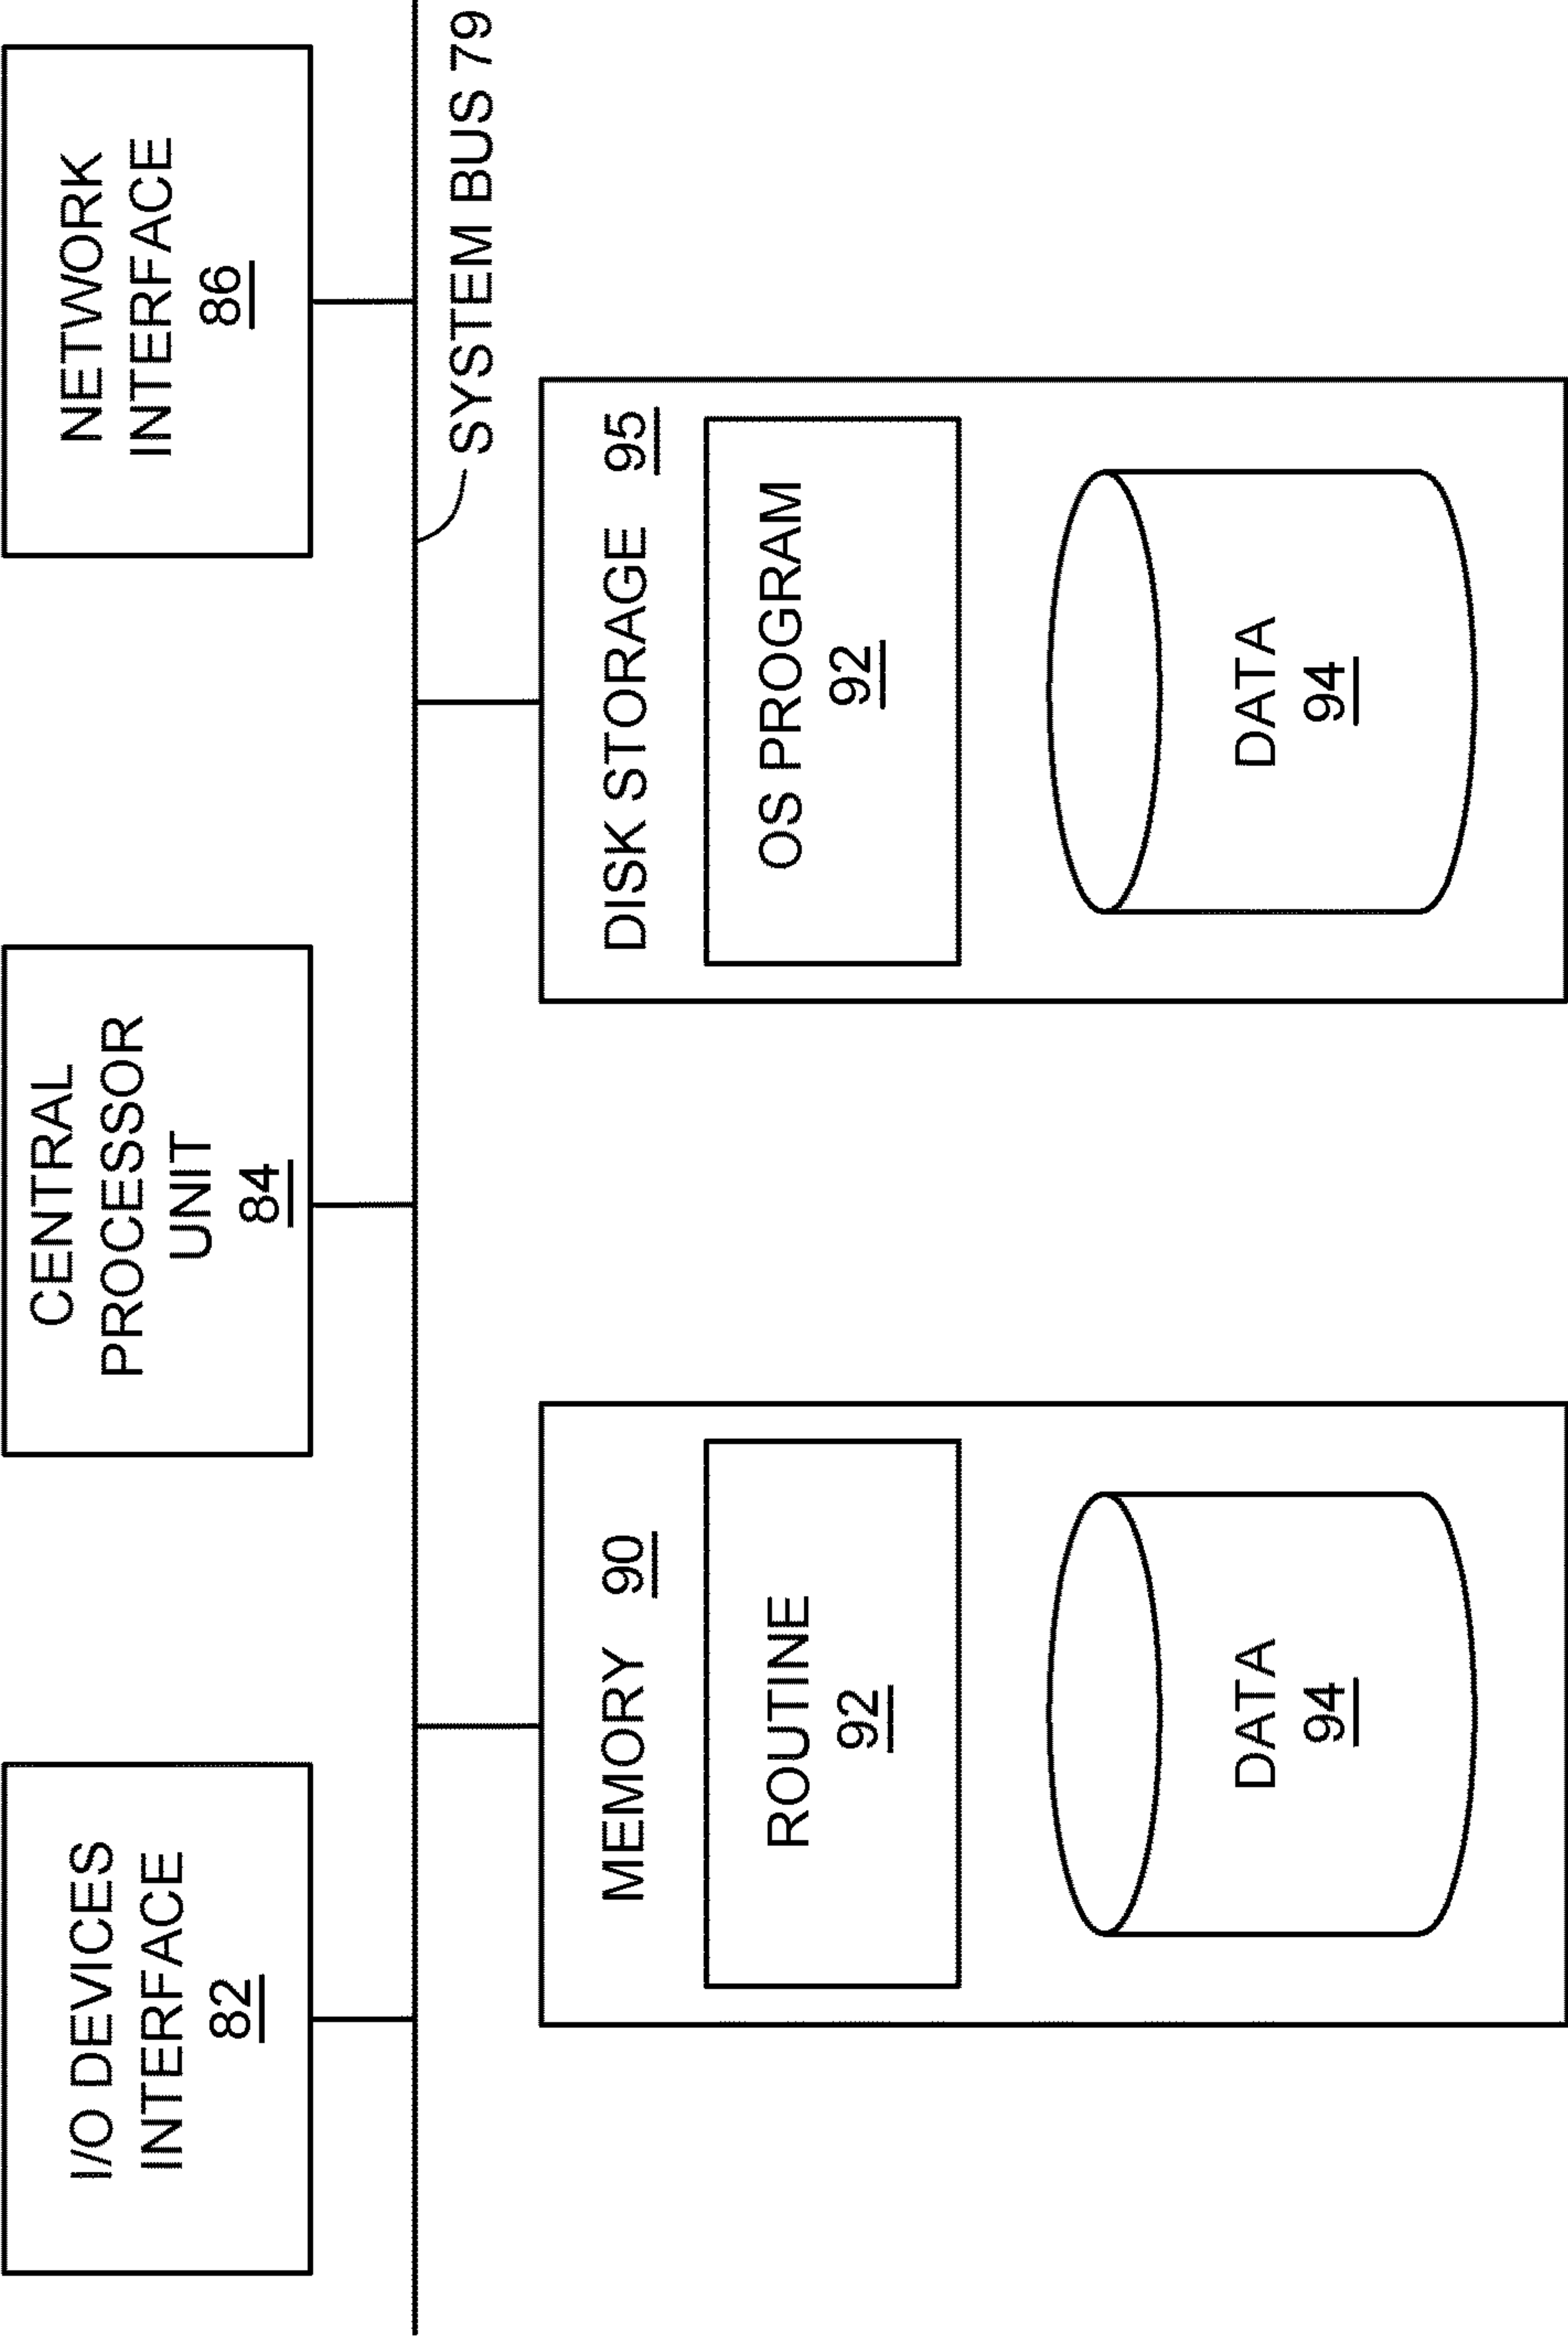 I/O DEVICES
INTERFACE
82
CENTRAL
PROCESSOR
UNIT
84
NETWORK
INTERFACE
86
SYSTEM BUS 79
MEMORY 90
ROUTINE
92
DATA
94
DISK STORAGE 95
OS PROGRAM
92
DATA
94